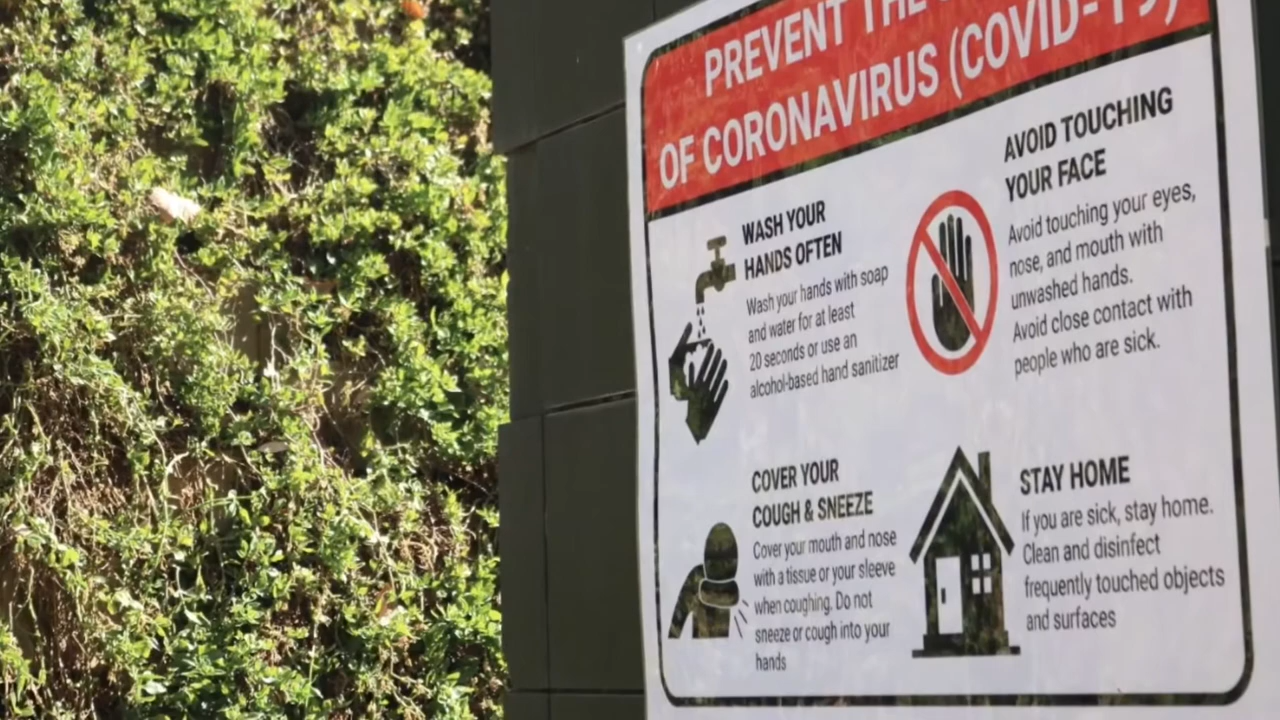 PREVENT THE
OF CORONAVIRUS (COVID-19)
WASH YOUR
HANDS OFTEN
Wash your hands with soap
and water for at least
20 seconds or use an
alcohol-based hand sanitizer
AVOID TOUCHING
YOUR FACE
Avoid touching your eyes,
nose, and mouth with
unwashed hands.
Avoid close contact with
people who are sick.
COVER YOUR
COUGH & SNEEZE
Cover your mouth and nose
with a tissue or your sleeve
when coughing. Do not
sneeze or cough into your
hands
STAY HOME
If you are sick, stay home.
Clean and disinfect
frequently touched objects
and surfaces